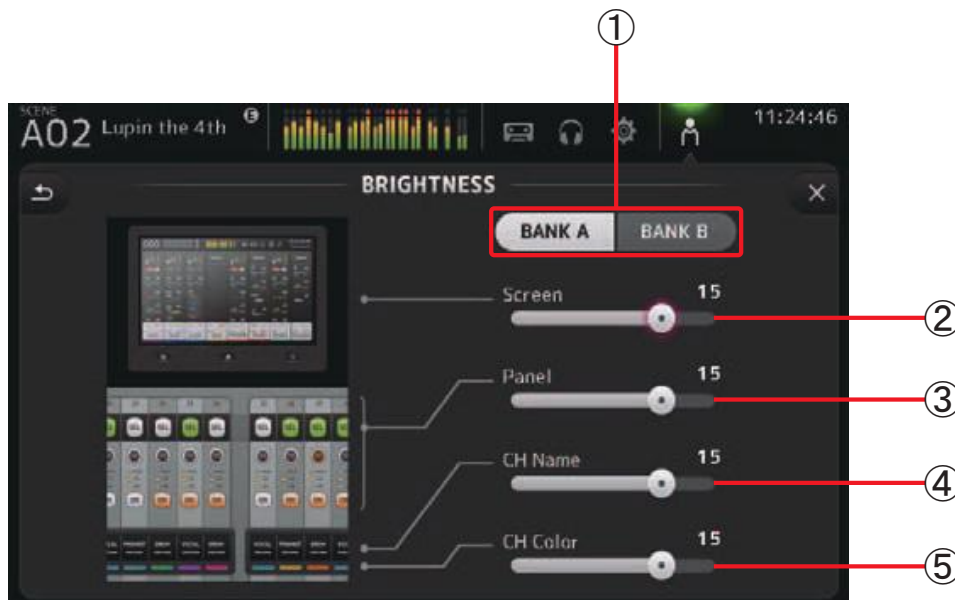 ①
SCENE
A02 Lupin the 4th E
11:24:46
BRIGHTNESS
BANK A BANK B
Screen 15
②
Panel 15
③
CH Name 15
④
CH Color 15
⑤